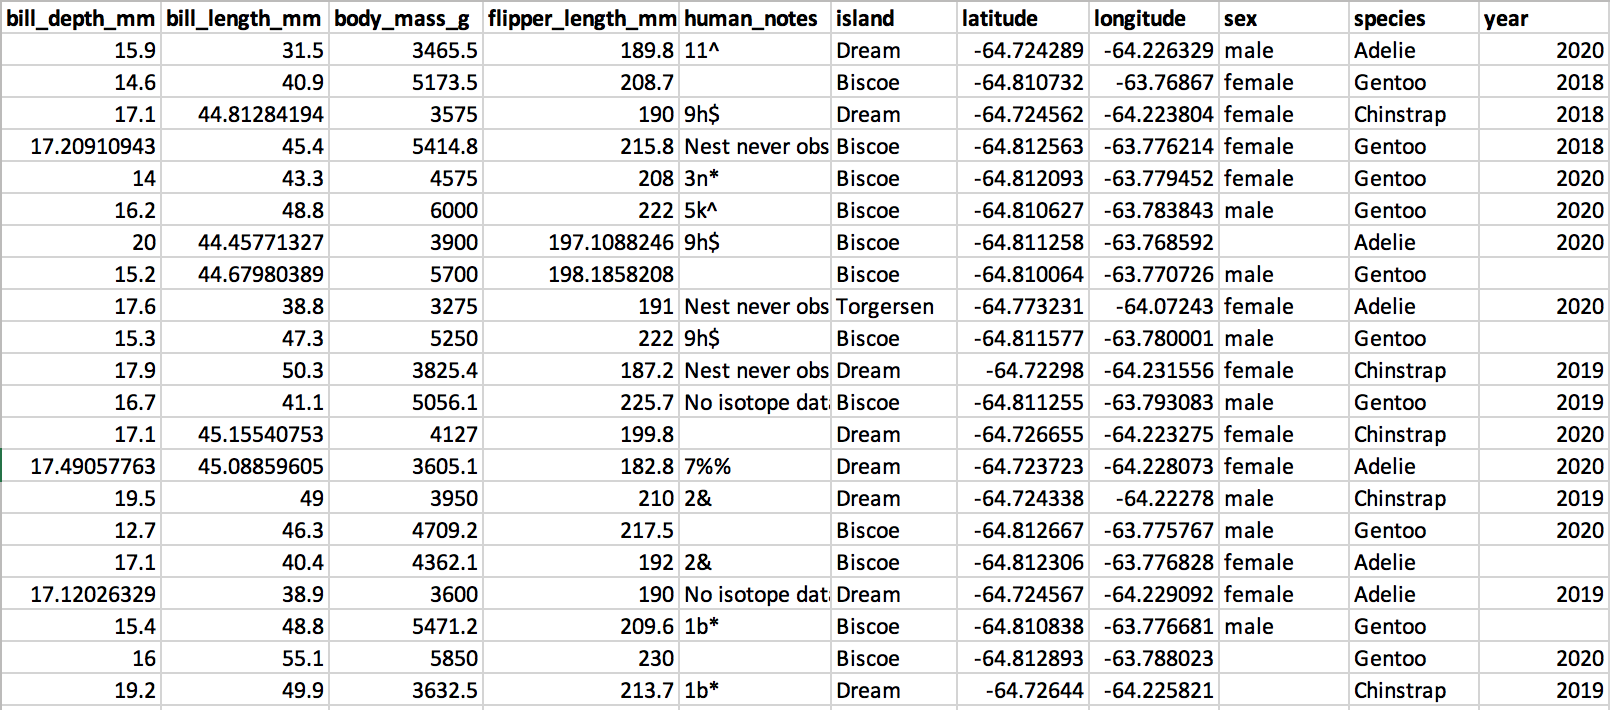 bill_depth_mm bill_length_mm body_mass_g flipper_length_mm human_notes island latitude longitude sex species year
15.9 31.5 3465.5 189.8 11^ Dream -64.724289 -64.226329 male Adelie 2020
14.6 40.9 5173.5 208.7 Biscoe -64.810732 -63.76867 female Gentoo 2018
17.1 44.81284194 3575 190 9h$ Dream -64.724562 -64.223804 female Chinstrap 2018
17.20910943 45.4 5414.8 215.8 Nest never obs Biscoe -64.812563 -63.776214 female Gentoo 2018
14 43.3 4575 208 3n* Biscoe -64.812093 -63.779452 female Gentoo 2020
16.2 48.8 6000 222 5k^ Biscoe -64.810627 -63.783843 male Gentoo 2020
20 44.45771327 3900 197.1088246 9h$ Biscoe -64.811258 -63.768592 Adelie 2020
15.2 44.67980389 5700 198.1858208 Biscoe -64.810064 -63.770726 male Gentoo
17.6 38.8 3275 191 Nest never obs Torgersen -64.773231 -64.07243 female Adelie 2020
15.3 47.3 5250 222 9h$ Biscoe -64.811577 -63.780001 male Gentoo
17.9 50.3 3825.4 187.2 Nest never obs Dream -64.72298 -64.231556 female Chinstrap 2019
16.7 41.1 5056.1 225.7 No isotope dat Biscoe -64.811255 -63.793083 male Gentoo 2019
17.1 45.15540753 4127 199.8 Dream -64.726655 -64.223275 female Chinstrap 2020
17.49057763 45.08859605 3605.1 182.8 7%% Dream -64.723723 -64.228073 female Adelie 2020
19.5 49 3950 210 2& Dream -64.724338 -64.22278 male Chinstrap 2019
12.7 46.3 4709.2 217.5 Biscoe -64.812667 -63.775767 male Gentoo 2020
17.1 40.4 4362.1 192 2& Biscoe -64.812306 -63.776828 female Adelie
17.12026329 38.9 3600 190 No isotope dat Dream -64.724567 -64.229092 female Adelie 2019
15.4 48.8 5471.2 209.6 1b* Biscoe -64.810838 -63.776681 male Gentoo
16 55.1 5850 230 Biscoe -64.812893 -63.788023 Gentoo 2020
19.2 49.9 3632.5 213.7 1b* Dream -64.72644 -64.225821 Chinstrap 2019